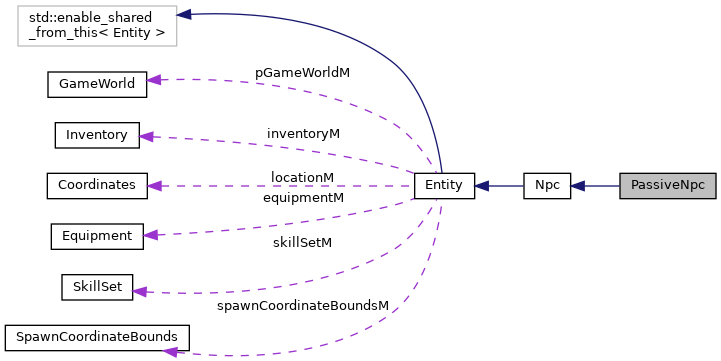 std::enable_shared
_from_this< Entity >
pGameWorldM
GameWorld
Inventory
inventoryM
Coordinates
locationM
Entity
Npc
PassiveNpc
equipmentM
Equipment
skillSetM
SkillSet
spawnCoordinateBoundsM
SpawnCoordinateBounds